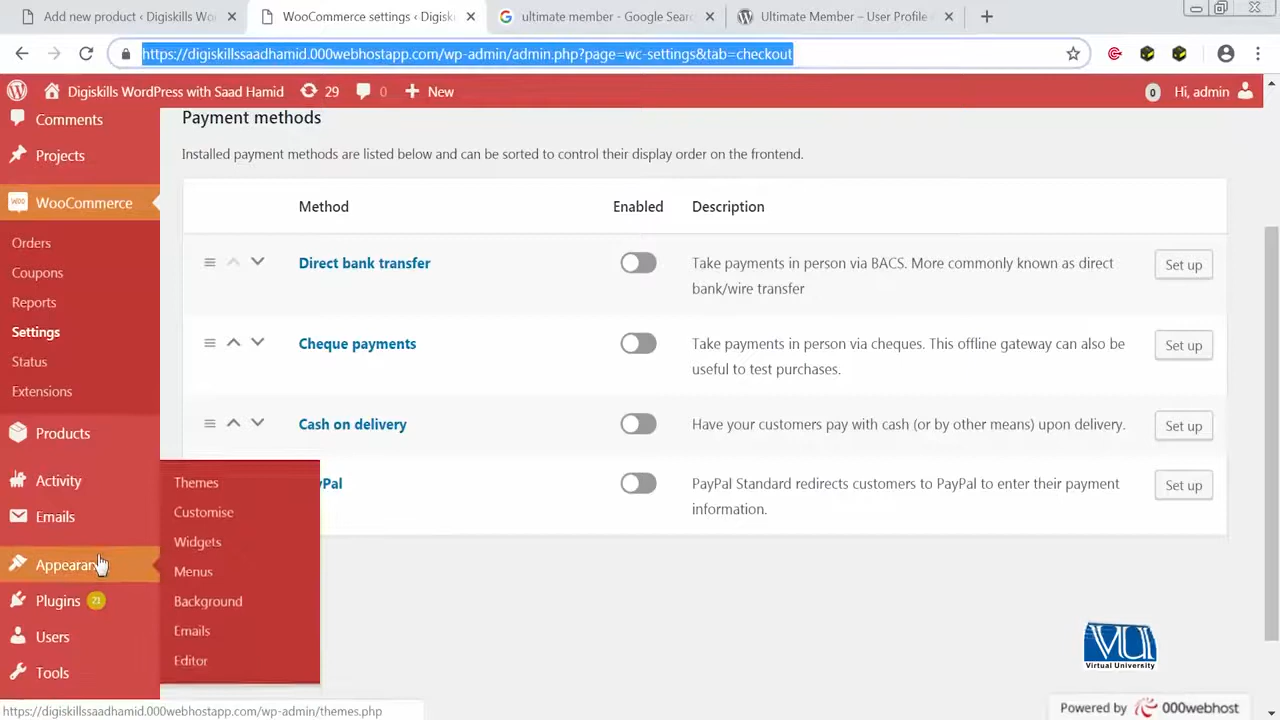 Add new product ‹ Digiskills Wo
WooCommerce settings ‹ Digisk
ultimate member - Google Sear
Ultimate Member – User Profile
https://digiskillssaadhamid.000webhostapp.com/wp-admin/admin.php?page=wc-settings&tab=checkout
Digiskills WordPress with Saad Hamid
29
0
New
0
Hi, admin
Comments
Projects
WooCommerce
Orders
Coupons
Reports
Settings
Status
Extensions
Products
Activity
Emails
Appearan
Plugins 21
Users
Tools
Themes
Customise
Widgets
Menus
Background
Emails
Editor
Payment methods
Installed payment methods are listed below and can be sorted to control their display order on the frontend.
Method
Enabled
Description
Direct bank transfer
Take payments in person via BACS. More commonly known as direct
bank/wire transfer
Set up
Cheque payments
Take payments in person via cheques. This offline gateway can also be
useful to test purchases.
Set up
Cash on delivery
Have your customers pay with cash (or by other means) upon delivery.
Set up
yPal
PayPal Standard redirects customers to PayPal to enter their payment
information.
Set up
VU
Virtual University
https://digiskillssaadhamid.000webhostapp.com/wp-admin/themes.php
Powered by 000webhost